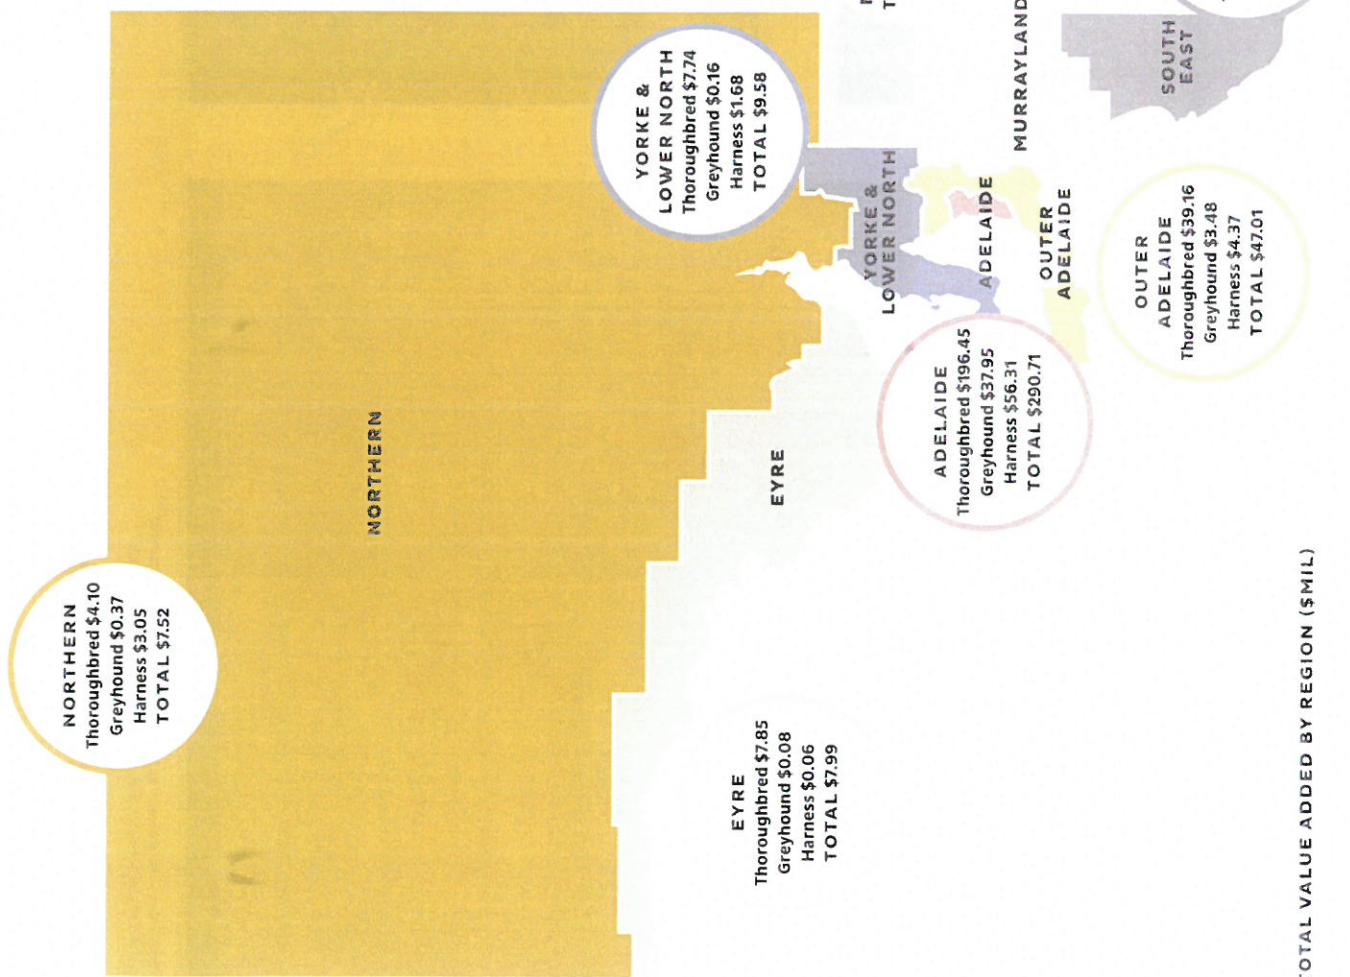 NORTHERN
Thoroughbred $4.10
Greyhound $0.37
Harness $3.05
TOTAL $7.52
NORTHERN
EYRE
Thoroughbred $7.85
Greyhound $0.08
Harness $0.06
TOTAL $7.99
EYRE
YORKE &
LOWER NORTH
Thoroughbred $7.74
Greyhound $0.16
Harness $1.68
TOTAL $9.58
YORKE &
LOWER NORTH
ADELAIDE
Thoroughbred $196.45
Greyhound $37.95
Harness $56.31
TOTAL $290.71
ADELAIDE
OUTER
ADELAIDE
OUTER
ADELAIDE
Thoroughbred $39.16
Greyhound $3.48
Harness $4.37
TOTAL $47.01
MURRAYLAND
SOUTH
EAST
TOTAL VALUE ADDED BY REGION ($MIL)